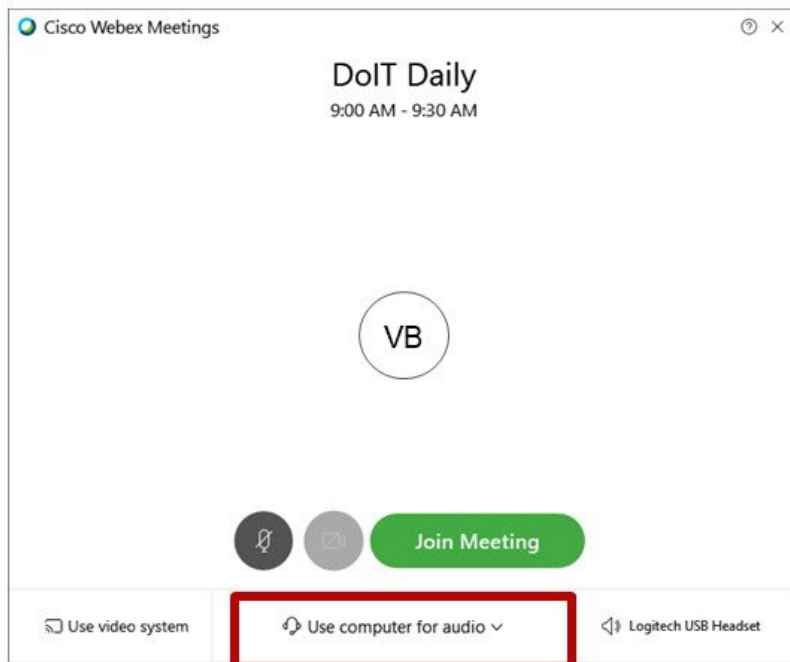 Cisco Webex Meetings
DoIT Daily
9:00 AM - 9:30 AM
VB
Join Meeting
Use video system
Use computer for audio
Logitech USB Headset